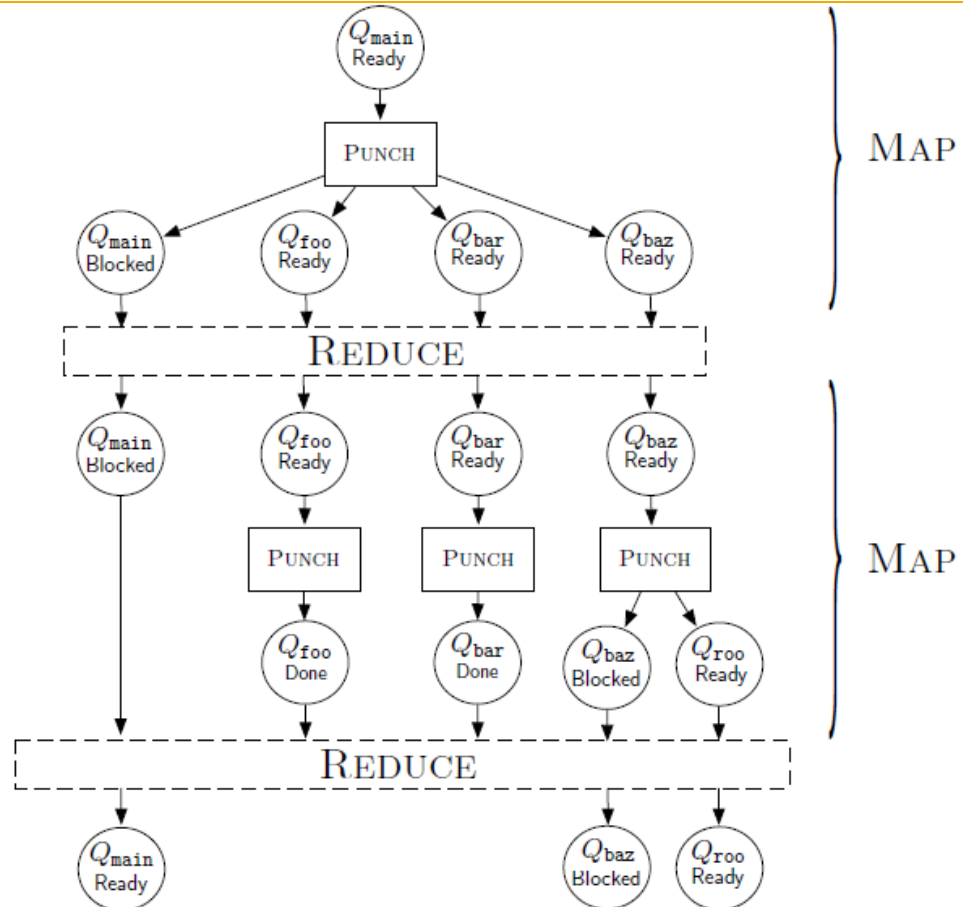 Q_main
Ready
MAP
PUNCH
Q_main
Blocked
Q_foo
Ready
Q_bar
Ready
Q_baz
Ready
REDUCE
Q_main
Blocked
Q_foo
Ready
Q_bar
Ready
Q_baz
Ready
PUNCH
PUNCH
PUNCH
MAP
Q_foo
Done
Q_bar
Done
Q_baz
Blocked
Q_roo
Ready
REDUCE
Q_main
Ready
Q_baz
Blocked
Q_roo
Ready